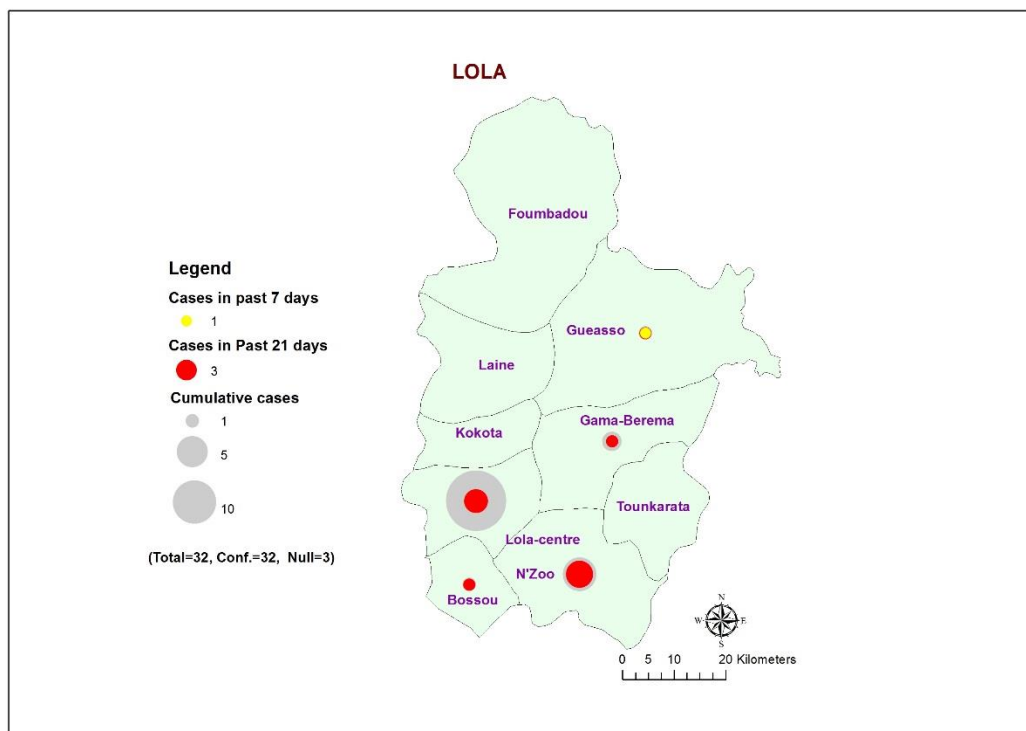 LOLA
Foumbadou
Legend
Cases in past 7 days
1
Cases in Past 21 days
3
Cumulative cases
1
5
10
(Total=32, Conf.=32, Null=3)
Gueasso
Laine
Gama-Berema
Kokota
Tounkarata
Lola-centre
N'Zoo
Bossou
N
W E
S
0 5 10 20 Kilometers